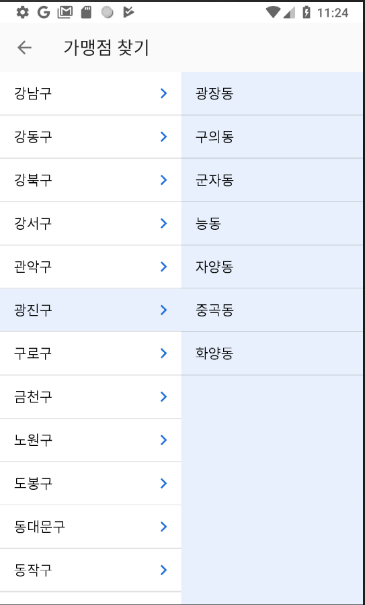 11:24
가맹점 찾기
강남구
강동구
강북구
강서구
관악구
광진구
구로구
금천구
노원구
도봉구
동대문구
동작구
광장동
구의동
군자동
능동
자양동
중곡동
화양동